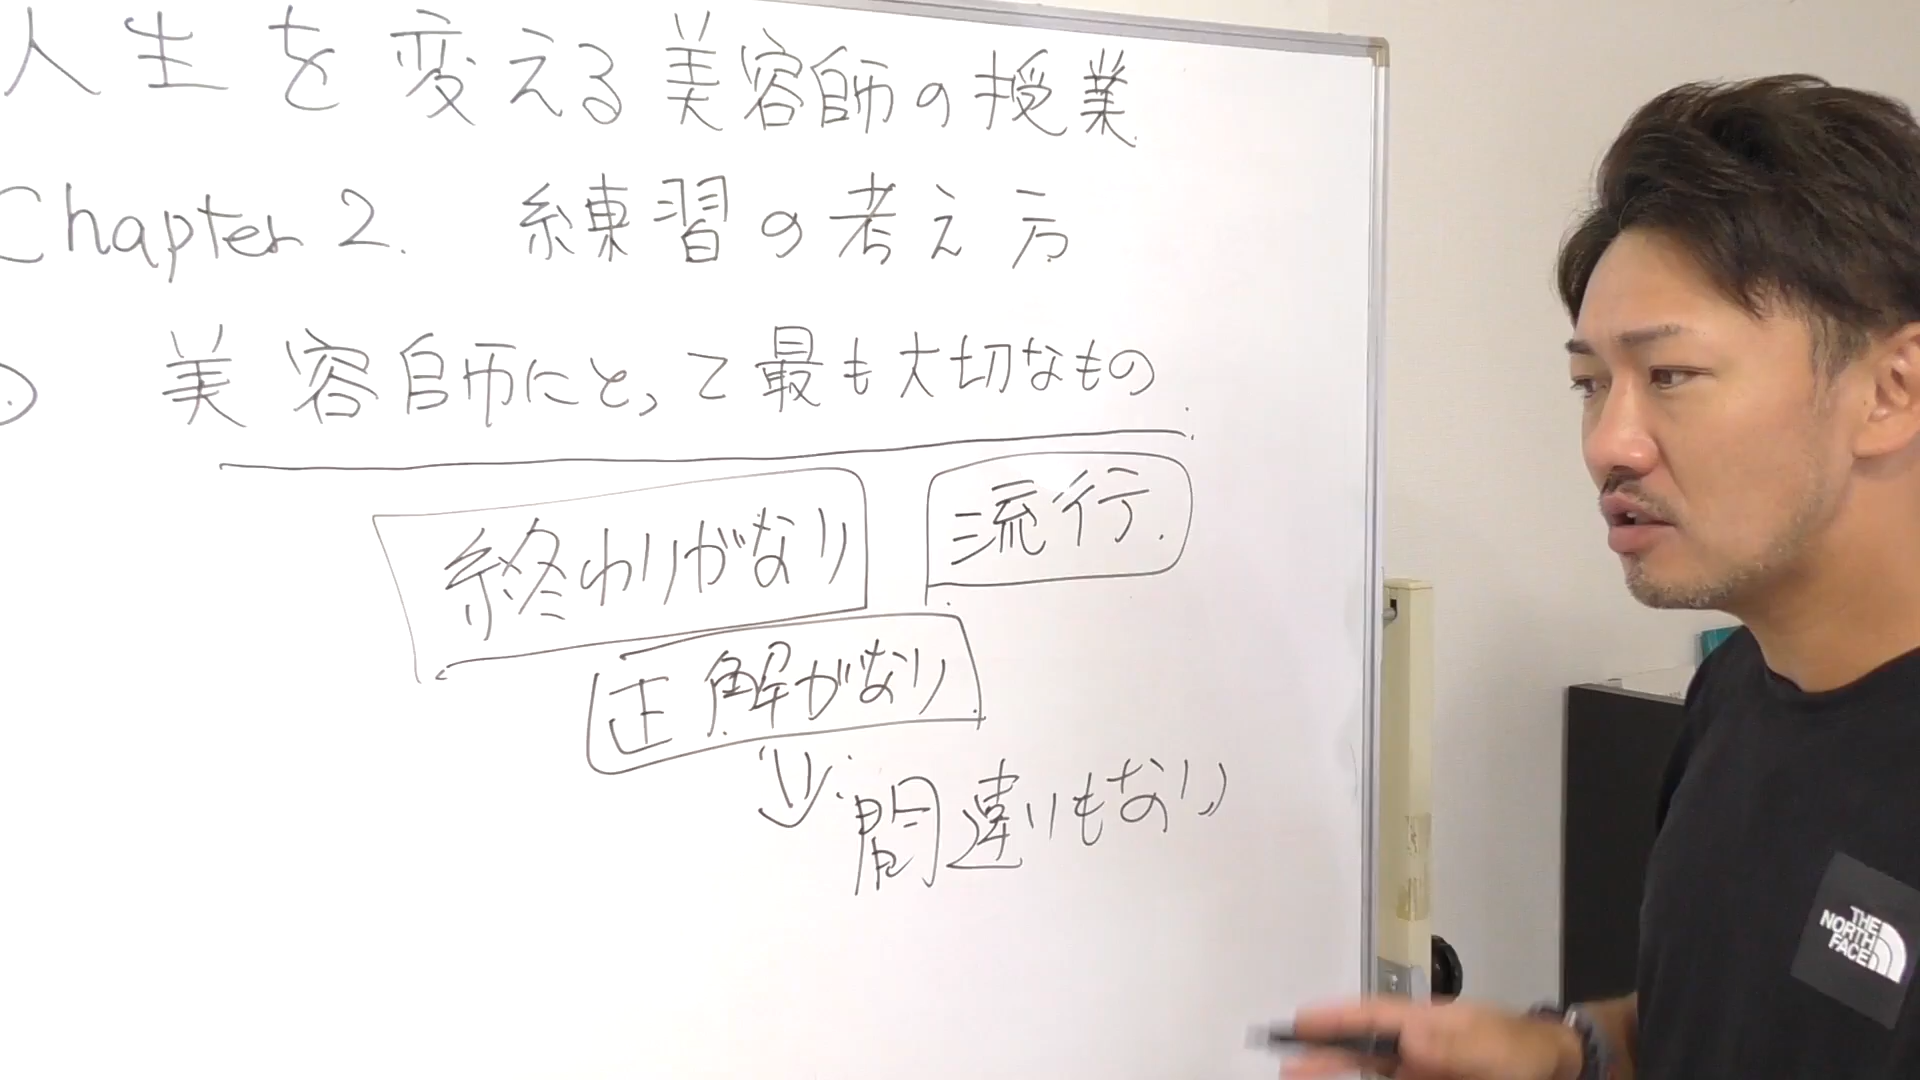 人生を変える美容師の授業
Chapter 2. 練習の考え方
美容師にとって最も大切なもの
終わりがない
流行.
正解がない
間違いもない
THE
NORTH
FACE